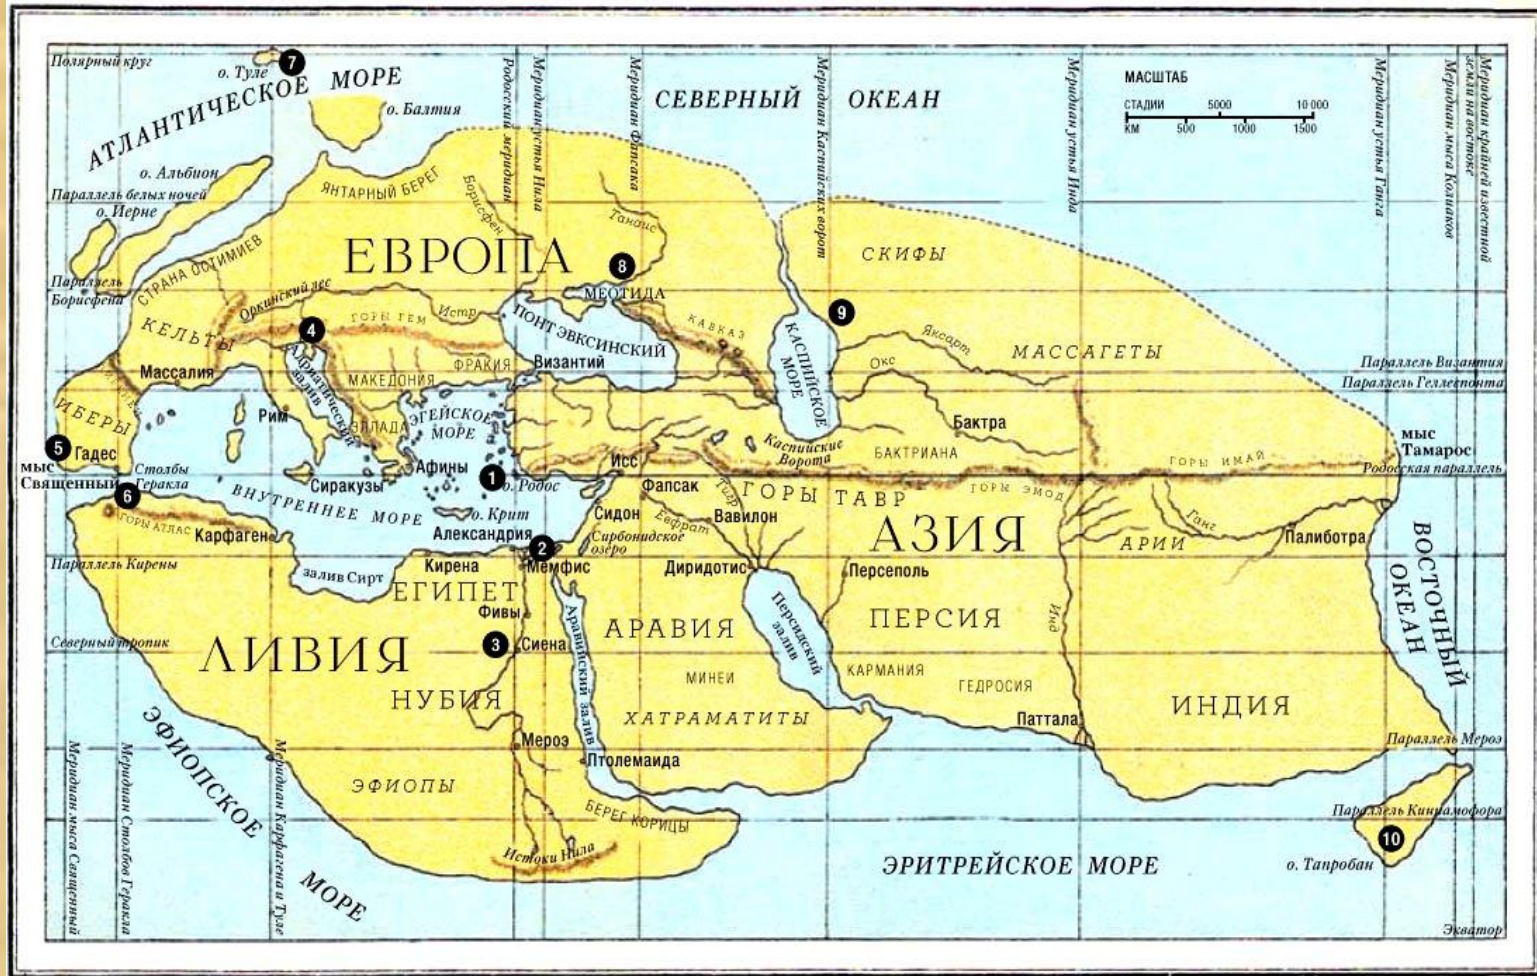 Полярный круг
о. Туле
7
АТЛАНТИЧЕСКОЕ МОРЕ
о. Балтия
СЕВЕРНЫЙ ОКЕАН
МАСШТАБ
СТАДИИ 5000 10 000
КМ 500 1000 1500
Родосский меридиан
Меридиан устья Нила
Меридиан Фапсака
Меридиан Каспийских ворот
Меридиан устья Инда
Меридиан устья Ганга
Меридиан мыса Колиаков
Меридиан крайней известной
земли на востоке
о. Альбион
Параллель белых ночей
о. Иерне
ЯНТАРНЫЙ БЕРЕГ
Борисфен
Танаис
СКИФЫ
ЕВРОПА
8
СТРАНА ОСТИМИЕВ
Параллель
Борисфена
Оркинский лес
МЕОТИДА
9
КЕЛЬТЫ
4
ГОРЫ ГЕМ
Истр
ПОНТ ЭВКСИНСКИЙ
КАВКАЗ
КАСПИЙСКОЕ
МОРЕ
Яксарт
МАССАГЕТЫ
Окс
Параллель Византия
Параллель Геллеспонта
Массалия
Адриатический
залив
МАКЕДОНИЯ
ФРАКИЯ
Византий
ИБЕРЫ
Рим
ЭЛЛАДА
ЭГЕЙСКОЕ
МОРЕ
Бактра
5
Гадес
Каспийские
Ворота
БАКТРИАНА
мыс
Тамарос
мыс
Священный
Столбы
Геракла
6
Сиракузы
Афины
1
о. Родос
Исс
ГОРЫ ИМАЙ
Родосская параллель
ВНУТРЕННЕЕ МОРЕ
Фапсак
Тигр
ГОРЫ ТАВР
ГОРЫ ЭМОД
ГОРЫ АТЛАС
Карфаген
о. Крит
Александрия
Сидон
Евфрат
Вавилон
АЗИЯ
Ганг
Палиботра
Сирбонидское
озеро
АРИИ
2
ВОСТОЧНЫЙ
ОКЕАН
Параллель Кирены
залив Сирт
Кирена
Мемфис
Диридотис
Персеполь
ЕГИПЕТ
Фивы
АРАВИЯ
Персидский
залив
ПЕРСИЯ
Инд
Северный тропик
ЛИВИЯ
3
Сиена
Аравийский залив
МИНЕИ
КАРМАНИЯ
ГЕДРОСИЯ
НУБИЯ
ХАТРАМАТИТЫ
Паттала
ИНДИЯ
ЭФИОПСКОЕ
МОРЕ
Мероэ
Птолемаида
Параллель Мероэ
Меридиан мыса Священный
Меридиан Столбов Геракла
Меридиан Карфагена и Туле
ЭФИОПЫ
БЕРЕГ КОРИЦЫ
Параллель Киннамофора
10
Истоки Нила
ЭРИТРЕЙСКОЕ МОРЕ
о. Тапробан
Экватор